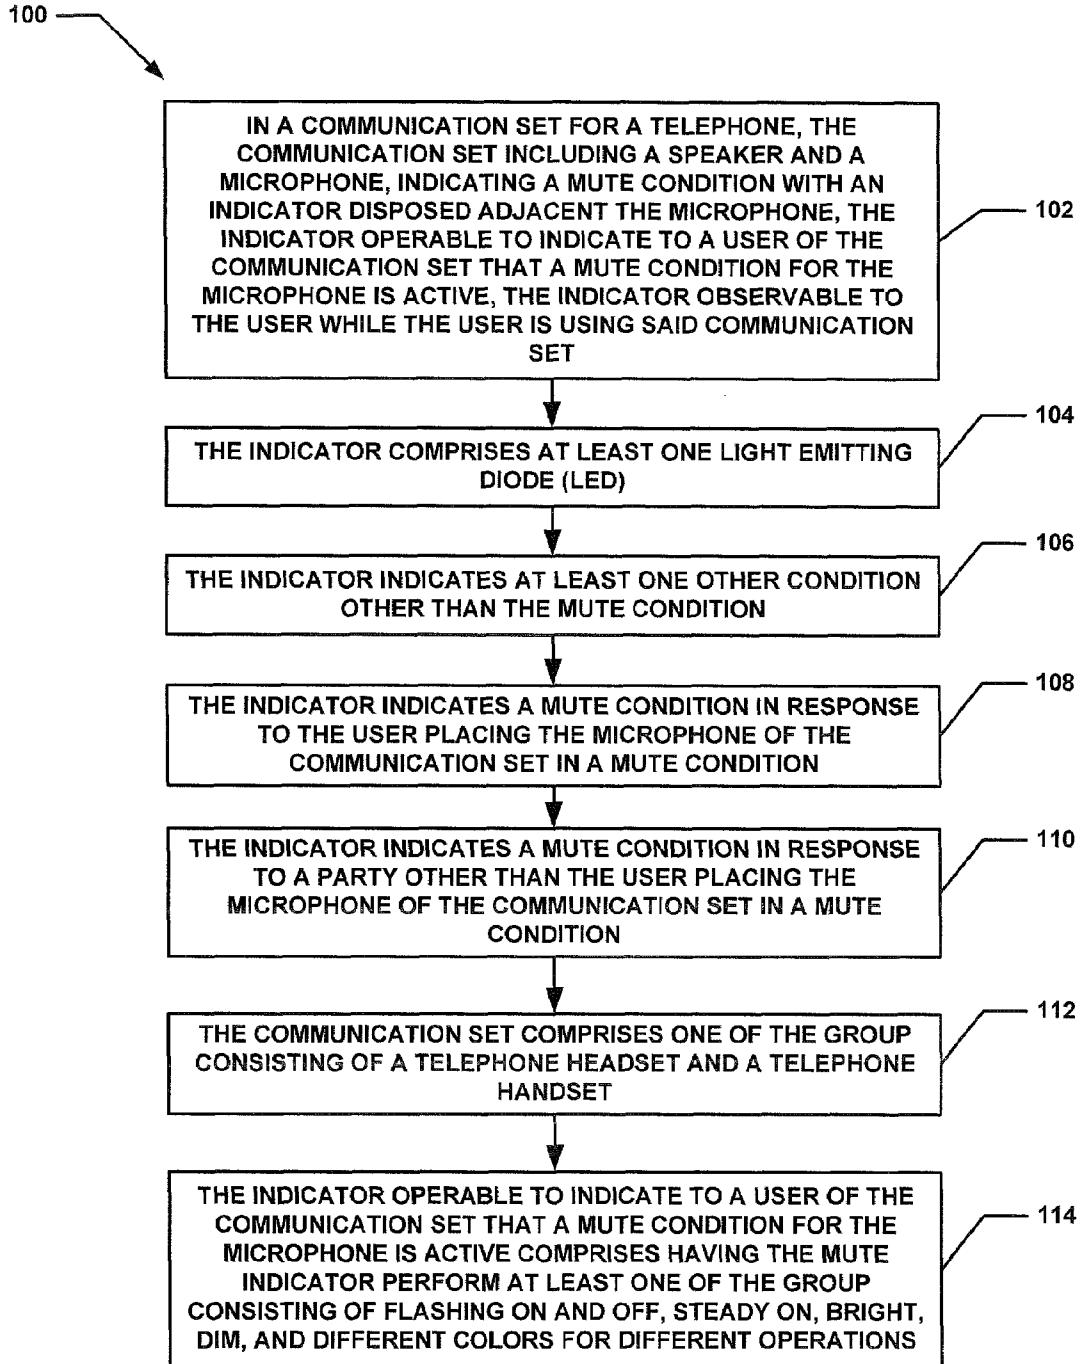 100
IN A COMMUNICATION SET FOR A TELEPHONE, THE
COMMUNICATION SET INCLUDING A SPEAKER AND A
MICROPHONE, INDICATING A MUTE CONDITION WITH AN
INDICATOR DISPOSED ADJACENT THE MICROPHONE, THE
INDICATOR OPERABLE TO INDICATE TO A USER OF THE
COMMUNICATION SET THAT A MUTE CONDITION FOR THE
MICROPHONE IS ACTIVE, THE INDICATOR OBSERVABLE TO
THE USER WHILE THE USER IS USING SAID COMMUNICATION
SET
102
THE INDICATOR COMPRISES AT LEAST ONE LIGHT EMITTING
DIODE (LED)
104
THE INDICATOR INDICATES AT LEAST ONE OTHER CONDITION
OTHER THAN THE MUTE CONDITION
106
THE INDICATOR INDICATES A MUTE CONDITION IN RESPONSE
TO THE USER PLACING THE MICROPHONE OF THE
COMMUNICATION SET IN A MUTE CONDITION
108
THE INDICATOR INDICATES A MUTE CONDITION IN RESPONSE
TO A PARTY OTHER THAN THE USER PLACING THE
MICROPHONE OF THE COMMUNICATION SET IN A MUTE
CONDITION
110
THE COMMUNICATION SET COMPRISES ONE OF THE GROUP
CONSISTING OF A TELEPHONE HEADSET AND A TELEPHONE
HANDSET
112
THE INDICATOR OPERABLE TO INDICATE TO A USER OF THE
COMMUNICATION SET THAT A MUTE CONDITION FOR THE
MICROPHONE IS ACTIVE COMPRISES HAVING THE MUTE
INDICATOR PERFORM AT LEAST ONE OF THE GROUP
CONSISTING OF FLASHING ON AND OFF, STEADY ON, BRIGHT,
DIM, AND DIFFERENT COLORS FOR DIFFERENT OPERATIONS
114